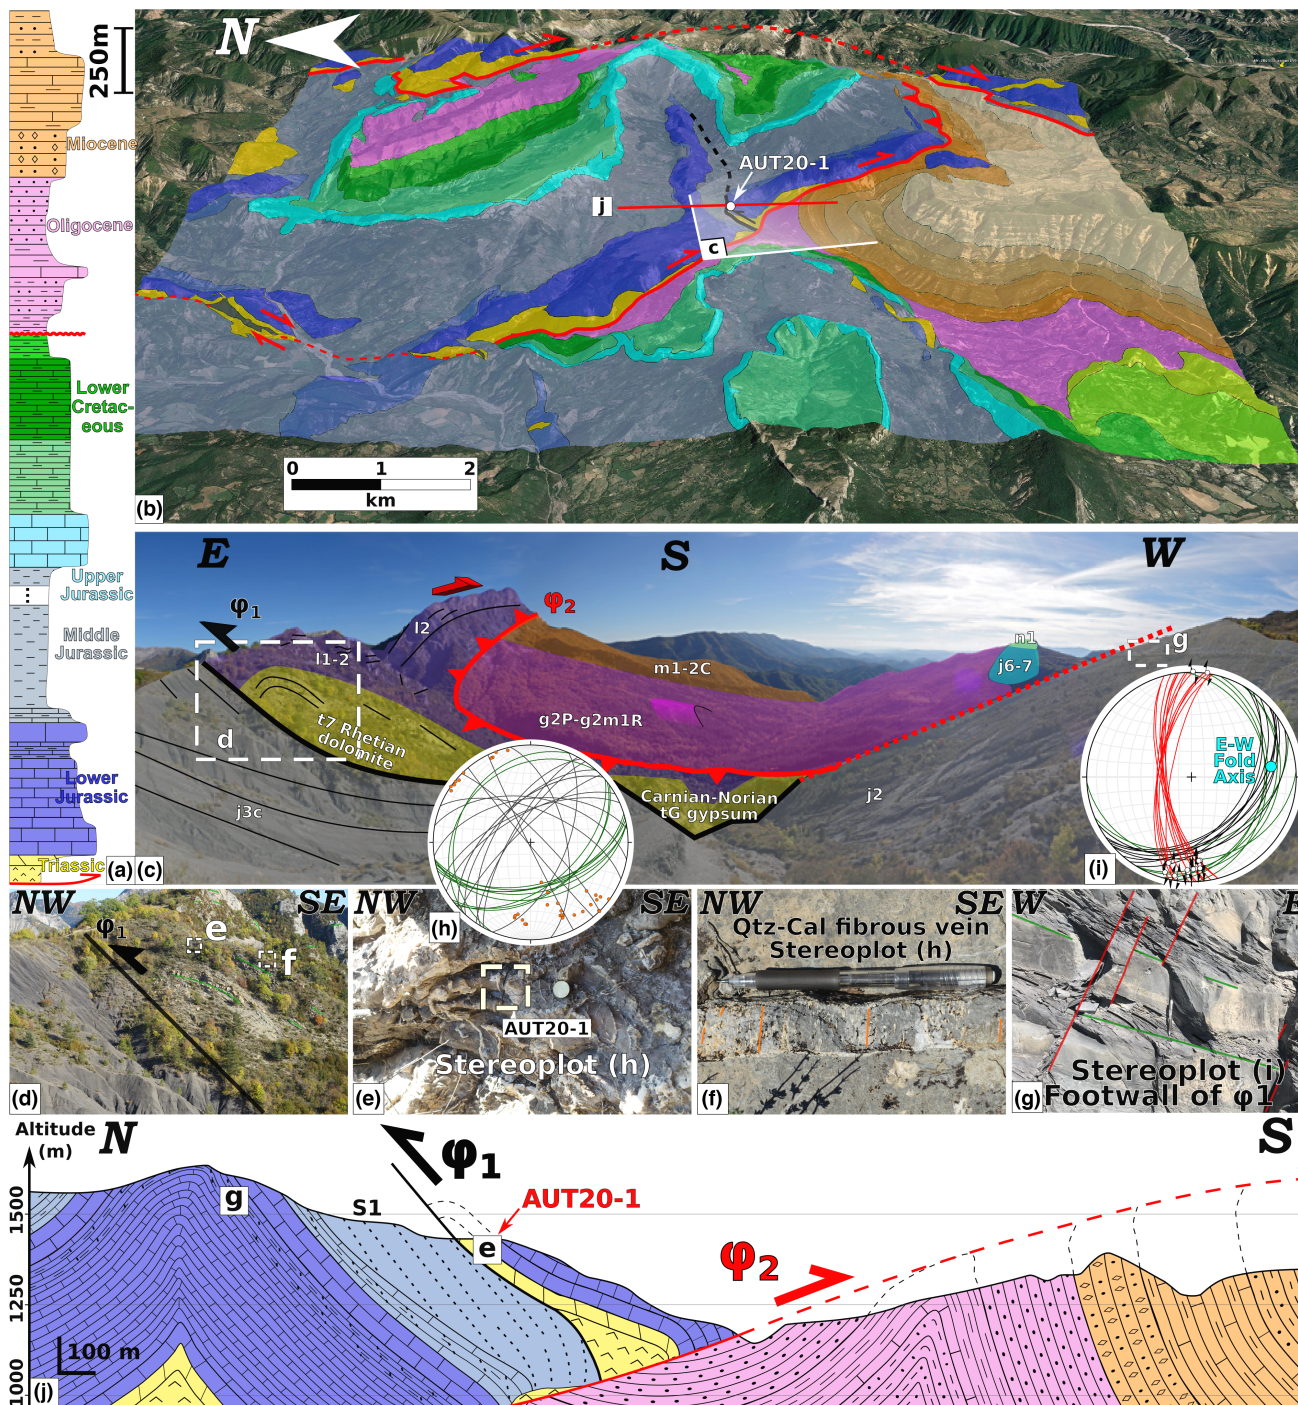 250m
Miocene
Oligocene
Lower
Cretac-
eous
Upper
Jurassic
Middle
Jurassic
Lower
Jurassic
Triassic
(a)
N
AUT20-1
j
c
0 1 2
km
(b)
E
S
W
φ1
φ2
l2
l1-2
m1-2C
n1
j6-7
g
d
t7 Rhetian
dolomite
g2P-g2m1R
j3c
Carnian-Norian
tG gypsum
j2
E-W
Fold
Axis
(c)
(h)
(i)
NW
SE
φ1
e
f
(d)
NW
SE
AUT20-1
Stereoplot (h)
(e)
NW
SE
Qtz-Cal fibrous vein
Stereoplot (h)
(f)
W
E
Stereoplot (i)
Footwall of φ1
(g)
Altitude
(m)
N
S
1500
1250
1000
g
S1
φ1
AUT20-1
e
φ2
100 m
(j)